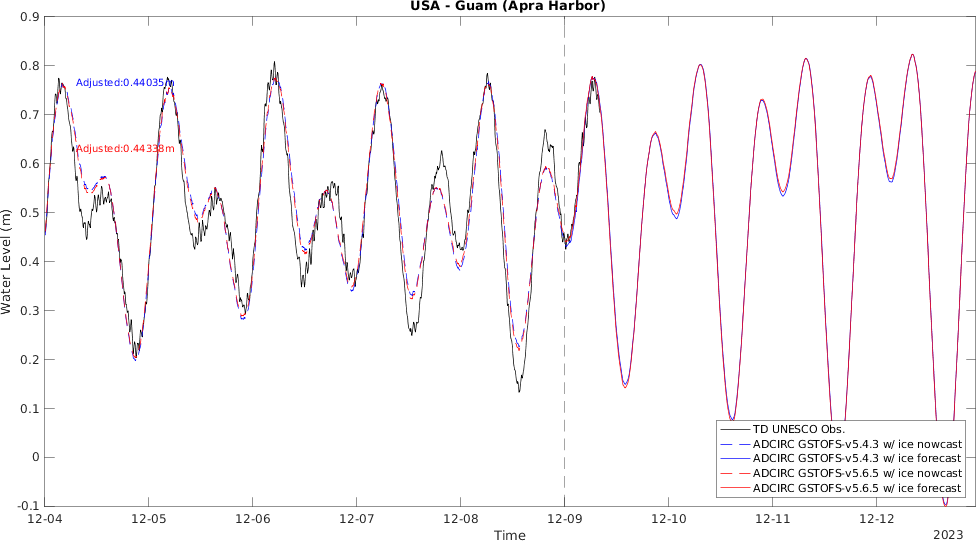 USA - Guam (Apra Harbor)
0.9
0.8
0.7
0.6
0.5
0.4
0.3
0.2
0.1
0
-0.1
Water Level (m)
Adjusted:0.44035m
Adjusted:0.44338m
12-04 12-05 12-06 12-07 12-08 12-09 12-10 12-11 12-12
Time
2023
TD UNESCO Obs.
ADCIRC GSTOFS-v5.4.3 w/ ice nowcast
ADCIRC GSTOFS-v5.4.3 w/ ice forecast
ADCIRC GSTOFS-v5.6.5 w/ ice nowcast
ADCIRC GSTOFS-v5.6.5 w/ ice forecast